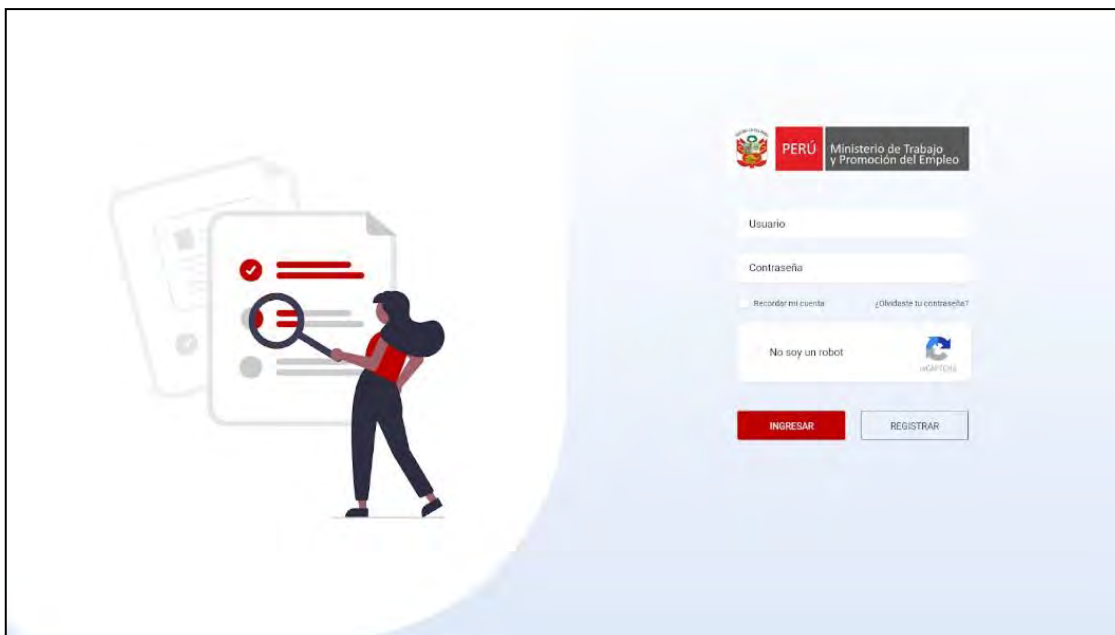 PERÚ
Ministerio de Trabajo
y Promoción del Empleo
Usuario
Contraseña
Recordar mi cuenta
¿Olvidaste tu contraseña?
No soy un robot
reCAPTCHA
INGRESAR
REGISTRAR